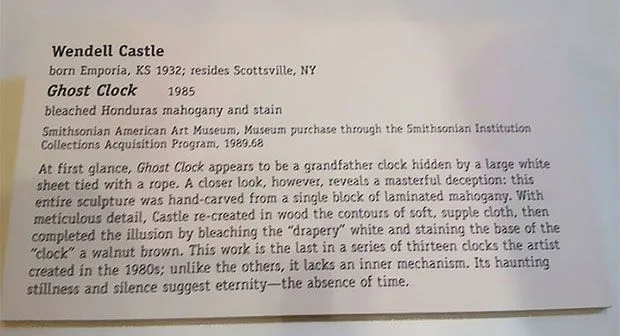 Wendell Castle
born Emporia, KS 1932; resides Scottsville, NY
Ghost Clock 1985
bleached Honduras mahogany and stain
Smithsonian American Art Museum, Museum purchase through the Smithsonian Institution
Collections Acquisition Program, 1989.68
At first glance, Ghost Clock appears to be a grandfather clock hidden by a large white
sheet tied with a rope. A closer look, however, reveals a masterful deception: this
entire sculpture was hand-carved from a single block of laminated mahogany. With
meticulous detail, Castle re-created in wood the contours of soft, supple cloth, then
completed the illusion by bleaching the “drapery” white and staining the base of the
“clock” a walnut brown. This work is the last in a series of thirteen clocks the artist
created in the 1980s; unlike the others, it lacks an inner mechanism. Its haunting
stillness and silence suggest eternity—the absence of time.